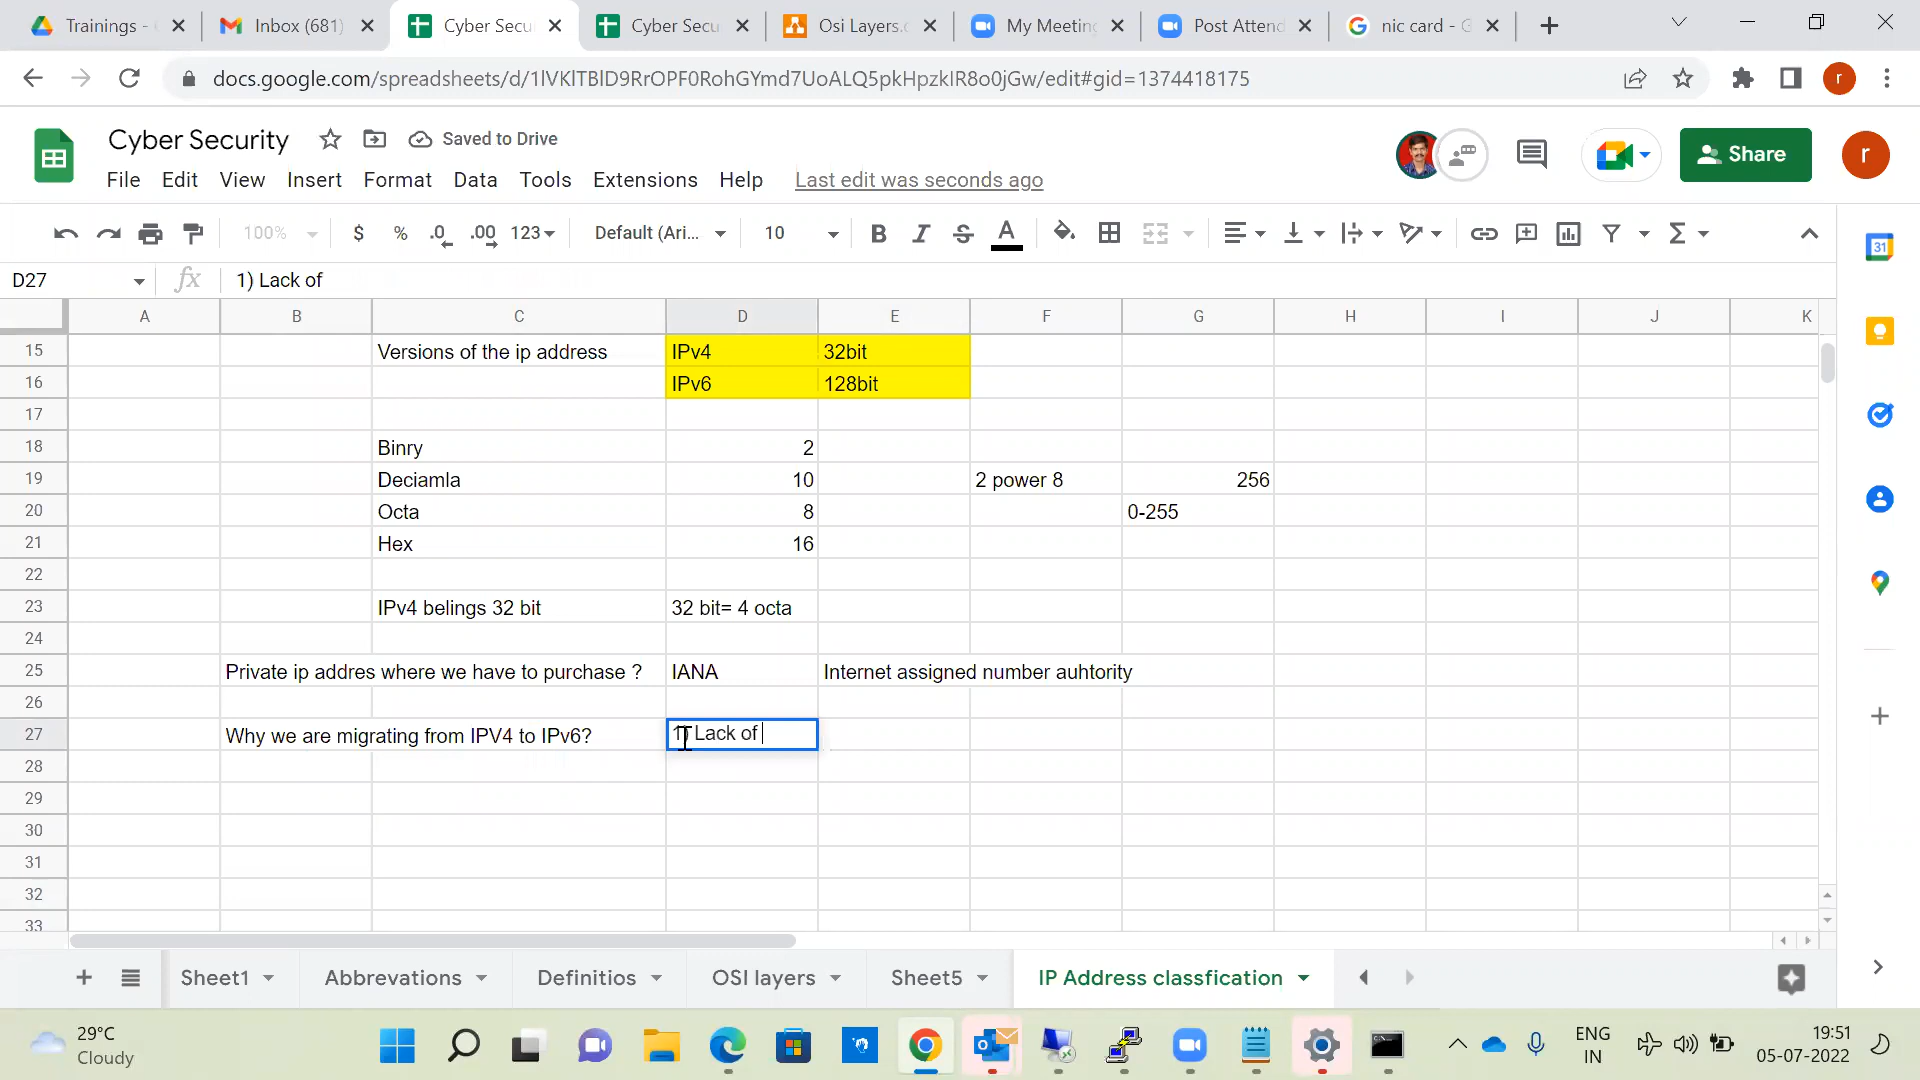 Trainings -
Inbox (681)
Cyber Secu
Cyber Secu
Osi Layers.c
My Meeting
Post Attend
nic card - G
docs.google.com/spreadsheets/d/1lVKlTBlD9RrOPF0RohGYmd7UoALQ5pkHpzkIR8o0jGw/edit#gid=1374418175
r
Cyber Security
Saved to Drive
Share
r
File Edit View Insert Format Data Tools Extensions Help Last edit was seconds ago
100% $ % .0 .00 123 Default (Ari... 10 B I S A
D27 fx 1) Lack of
A B C D E F G H I J K
15 Versions of the ip address IPv4 32bit
16 IPv6 128bit
17
18 Binry 2
19 Deciamla 10 2 power 8 256
20 Octa 8 0-255
21 Hex 16
22
23 IPv4 belings 32 bit 32 bit= 4 octa
24
25 Private ip addres where we have to purchase ? IANA Internet assigned number auhtority
26
27 Why we are migrating from IPV4 to IPv6? 1) Lack of
28
29
30
31
32
33
Sheet1 Abbrevations Definitios OSI layers Sheet5 IP Address classfication
29°C
Cloudy
ENG
IN
19:51
05-07-2022
31